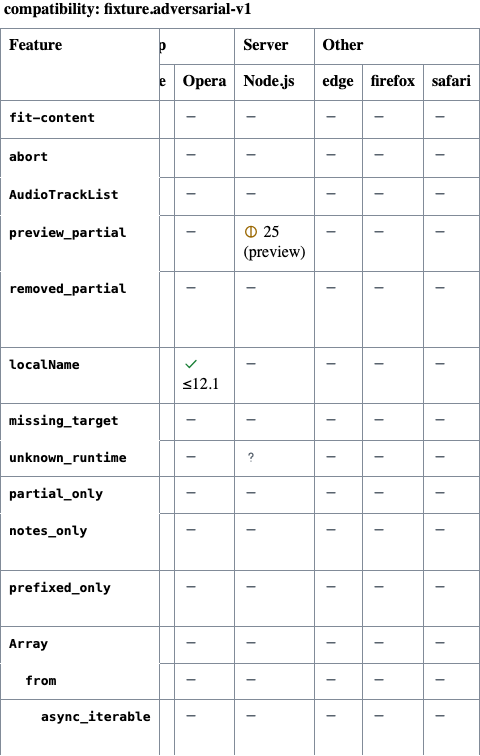 compatibility: fixture.adversarial-v1
Feature p Server Other
e Opera Node.js edge firefox safari
fit-content — — — — —
abort — — — — —
AudioTrackList — — — — —
preview_partial — 25 — — —
(preview)
removed_partial — — — — —
localName ✓ — — — —
≤12.1
missing_target — — — — —
unknown_runtime — ? — — —
partial_only — — — — —
notes_only — — — — —
prefixed_only — — — — —
Array — — — — —
from — — — — —
async_iterable — — — — —